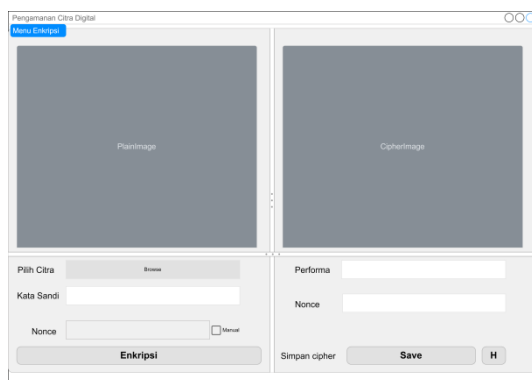 Pengamanan Citra Digital
Menu Enkripsi
PlainImage
CipherImage
Pilih Citra
Browse
Kata Sandi
Nonce
Manual
Enkripsi
Performa
Nonce
Simpan cipher
Save
H